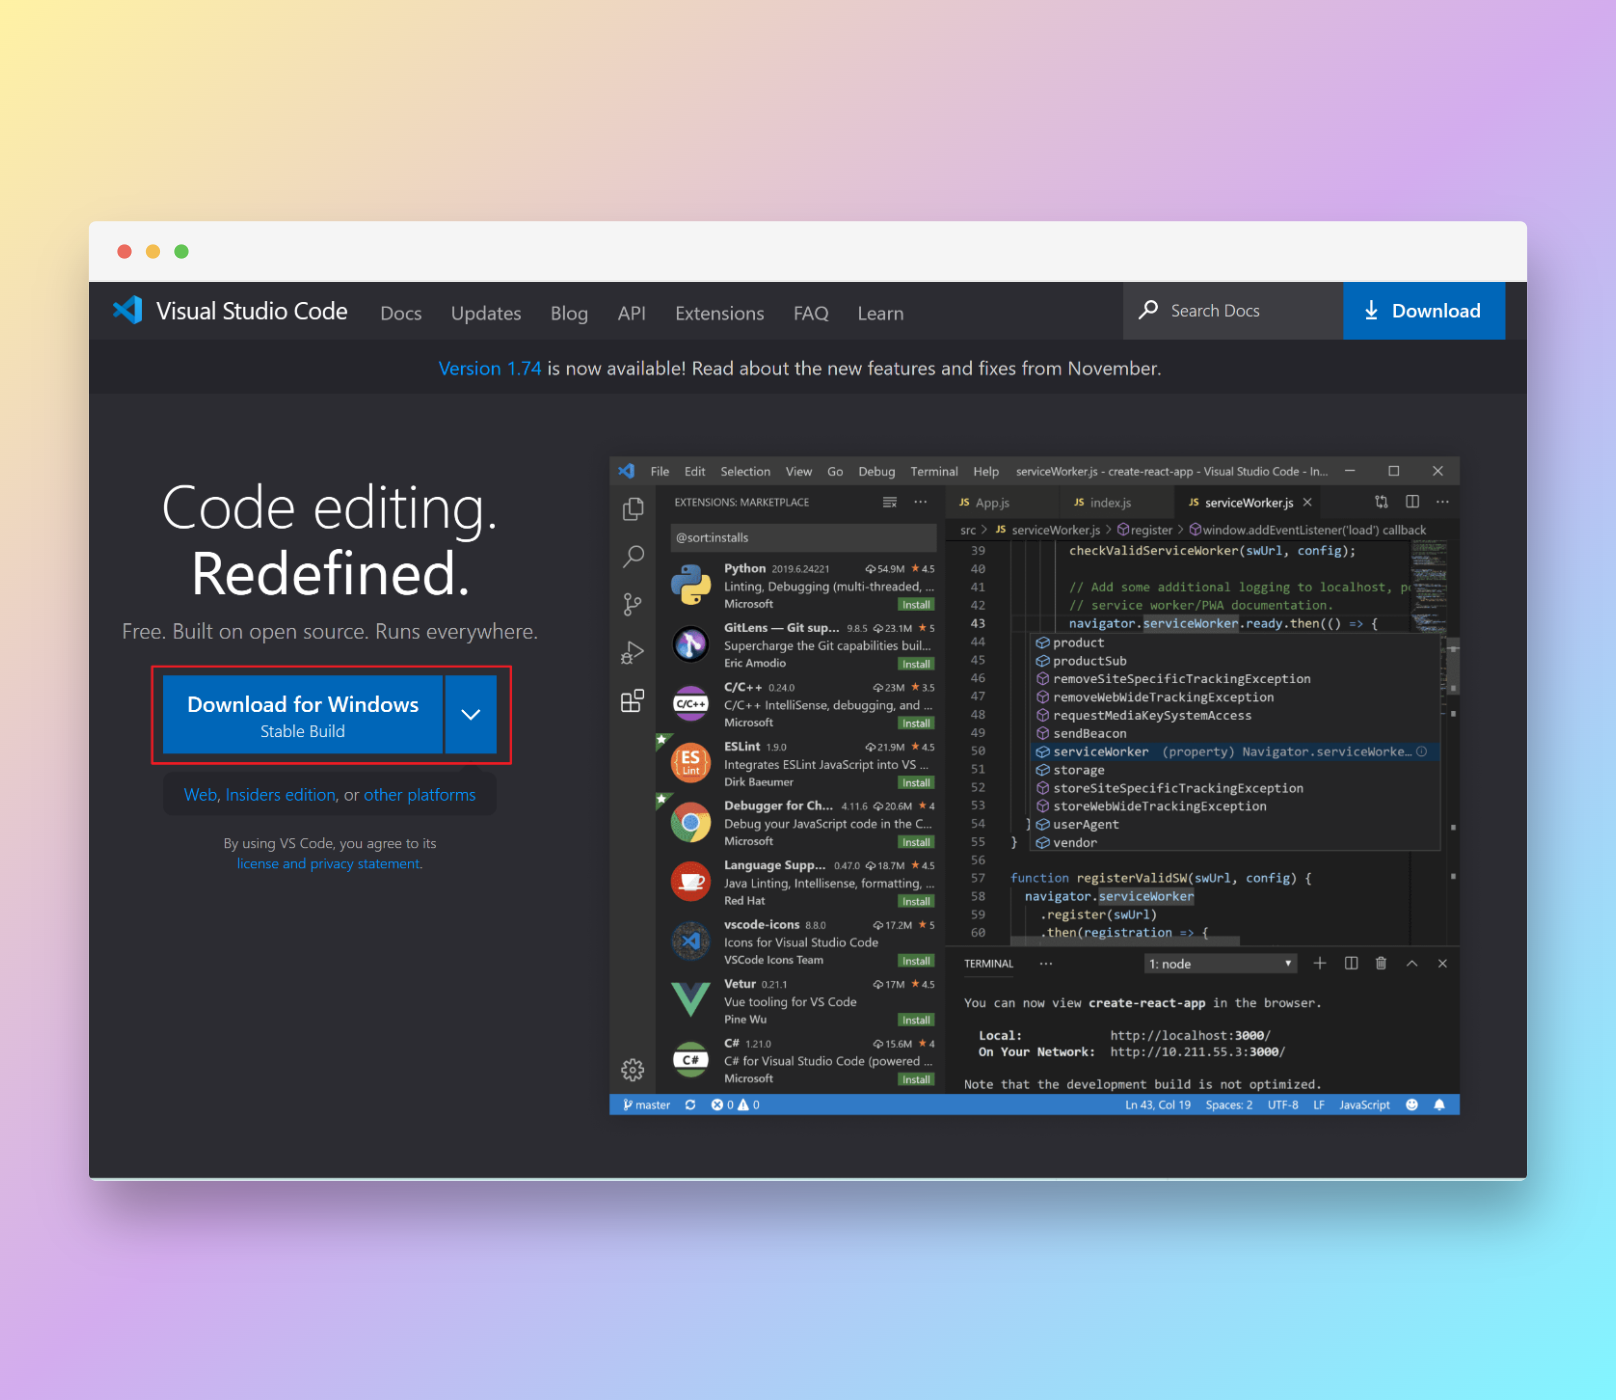 Visual Studio Code Docs Updates Blog API Extensions FAQ Learn Search Docs Download
Version 1.74 is now available! Read about the new features and fixes from November.
Code editing.
Redefined.
Free. Built on open source. Runs everywhere.
Download for Windows
Stable Build
Web, Insiders edition, or other platforms
By using VS Code, you agree to its
license and privacy statement.
File Edit Selection View Go Debug Terminal Help serviceWorker.js - create-react-app - Visual Studio Code - In...
EXTENSIONS: MARKETPLACE
@sort:installs
Python 2019.6.24221 54.9M ★ 4.5
Linting, Debugging (multi-threaded, ...
Microsoft Install
GitLens — Git sup... 9.8.5 23.1M ★ 5
Supercharge the Git capabilities buil...
Eric Amodio Install
C/C++
C/C++ 0.24.0 23M ★ 3.5
C/C++ IntelliSense, debugging, and ...
Microsoft Install
ES
Lint
ESLint 1.9.0 21.9M ★ 4.5
Integrates ESLint JavaScript into VS ...
Dirk Baeumer Install
Debugger for Ch... 4.11.6 20.6M ★ 4
Debug your JavaScript code in the C...
Microsoft Install
Language Supp... 0.47.0 18.7M ★ 4.5
Java Linting, Intellisense, formatting, ...
Red Hat Install
vscode-icons 8.8.0 17.2M ★ 5
Icons for Visual Studio Code
VSCode Icons Team Install
Vetur 0.21.1 17M ★ 4.5
Vue tooling for VS Code
Pine Wu Install
C#
C# 1.21.0 15.6M ★ 4
C# for Visual Studio Code (powered ...
Microsoft Install
JS App.js JS index.js JS serviceWorker.js
src > JS serviceWorker.js > register > window.addEventListener('load') callback
39 checkValidServiceWorker(swUrl, config);
40
41 // Add some additional logging to localhost, po
42 // service worker/PWA documentation.
43 navigator.serviceWorker.ready.then(() => {
44 product
45 productSub
46 removeSiteSpecificTrackingException
47 removeWebWideTrackingException
48 requestMediaKeySystemAccess
49 sendBeacon
50 serviceWorker (property) Navigator.serviceWorke...
51 storage
52 storeSiteSpecificTrackingException
53 storeWebWideTrackingException
54 } userAgent
55 } vendor
56
57 function registerValidSW(swUrl, config) {
58 navigator.serviceWorker
59 .register(swUrl)
60 .then(registration => {
TERMINAL ... 1: node
You can now view create-react-app in the browser.
Local: http://localhost:3000/
On Your Network: http://10.211.55.3:3000/
Note that the development build is not optimized.
master 0 0 Ln 43, Col 19 Spaces: 2 UTF-8 LF JavaScript